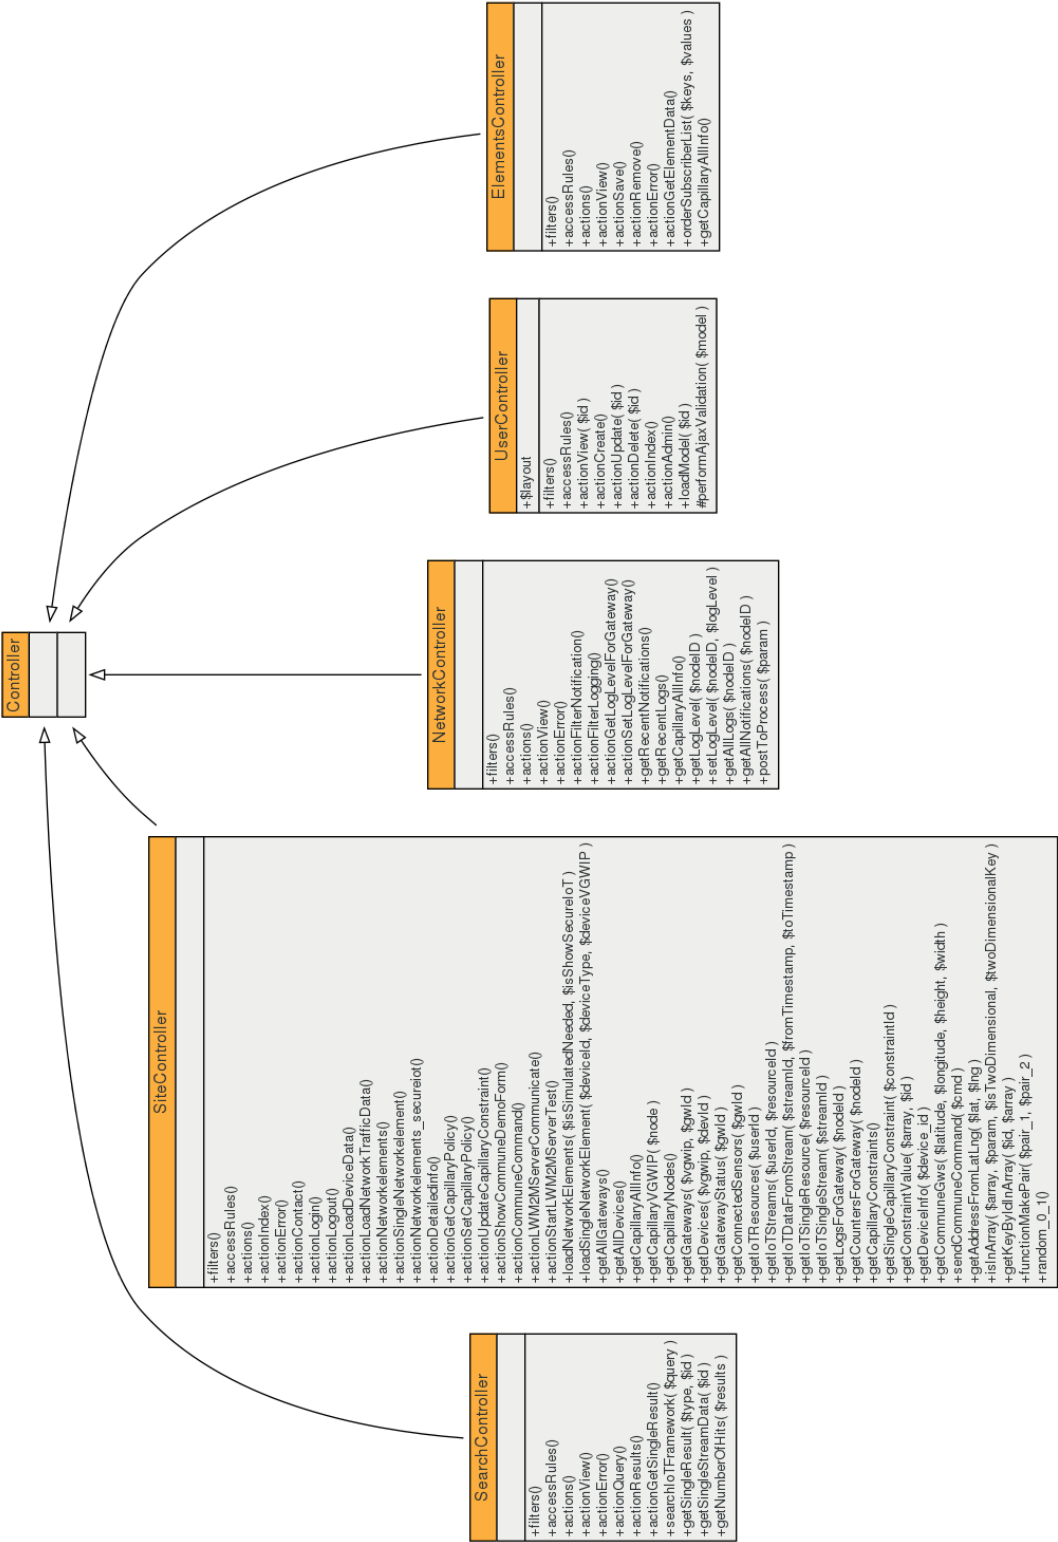 Controller
SearchController
+filters()
+accessRules()
+actions()
+actionView()
+actionError()
+actionQuery()
+actionResults()
+actionGetSingleResult()
+searchIoTFramework( $query )
+getSingleResult( $type, $id )
+getSingleStreamData( $id )
+getNumberOfHits( $results )
SiteController
+filters()
+accessRules()
+actions()
+actionIndex()
+actionError()
+actionContact()
+actionLogin()
+actionLogout()
+actionLoadDeviceData()
+actionLoadNetworkTrafficData()
+actionNetworkelements()
+actionSingleNetworkelement()
+actionNetworkelements_secureiot()
+actionDetailedinfo()
+actionGetCapillaryPolicy()
+actionSetCapillaryPolicy()
+actionUpdateCapillaryConstraint()
+actionShowCommuneDemoForm()
+actionCommuneCommand()
+actionLWM2MServerCommunicate()
+actionStartLWM2MServerTest()
+loadNetworkElements( $isSimulatedNeeded, $isShowSecureIoT )
+loadSingleNetworkElement( $deviceId, $deviceType, $deviceVGWIP )
+getAllGateways()
+getAllDevices()
+getCapillaryAllInfo()
+getCapillaryVGWIP( $node )
+getCapillaryNodes()
+getGateways( $vgwip, $gwId )
+getDevices( $vgwip, $devId )
+getGatewayStatus( $gwId )
+getConnectedSensors( $gwId )
+getIoTResources( $userId )
+getIoTStreams( $userId, $resourceId )
+getIoTDataFromStream( $streamId, $fromTimestamp, $toTimestamp )
+getIoTSingleResource( $resourceId )
+getIoTSingleStream( $streamId )
+getLogsForGateway( $nodeId )
+getCountersForGateway( $nodeId )
+getCapillaryConstraints()
+getSingleCapillaryConstraint( $constraintId )
+getConstraintValue( $array, $id )
+getDeviceInfo( $device_id )
+getCommuneGws( $latitude, $longitude, $height, $width )
+sendCommuneCommand( $cmd )
+getAddressFromLatLng( $lat, $lng )
+isInArray( $array, $param, $isTwoDimensional, $twoDimensionalKey )
+getKeyByIdInArray( $id, $array )
+functionMakePair( $pair_1, $pair_2 )
+random_0_1()
NetworkController
+filters()
+accessRules()
+actions()
+actionView()
+actionError()
+actionFilterNotification()
+actionFilterLogging()
+actionGetLogLevelForGateway()
+actionSetLogLevelForGateway()
+getRecentNotifications()
+getRecentLogs()
+getCapillaryAllInfo()
+getLogLevel( $nodeID )
+setLogLevel( $nodeID, $logLevel )
+getAllLogs( $nodeID )
+getAllNotifications( $nodeID )
+postToProcess( $param )
UserController
+$layout
+filters()
+accessRules()
+actionView( $id )
+actionCreate()
+actionUpdate( $id )
+actionDelete( $id )
+actionIndex()
+actionAdmin()
+loadModel( $id )
#performAjaxValidation( $model )
ElementsController
+filters()
+accessRules()
+actions()
+actionView()
+actionSave()
+actionRemove()
+actionError()
+actionGetElementData()
+orderSubscriberList( $keys, $values )
+getCapillaryAllInfo()